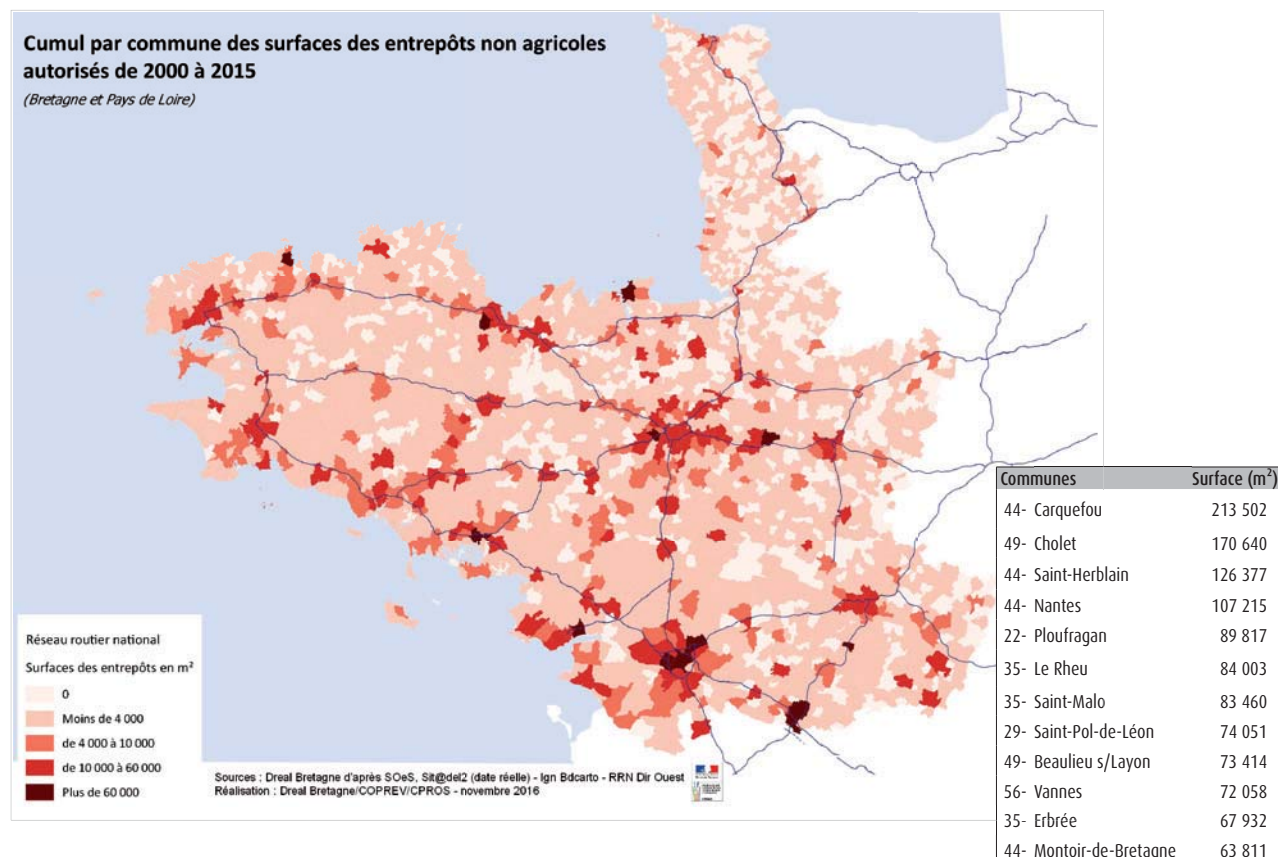 Cumul par commune des surfaces des entrepôts non agricoles
autorisés de 2000 à 2015
(Bretagne et Pays de Loire)
Réseau routier national
Surfaces des entrepôts en m²
0
Moins de 4 000
de 4 000 à 10 000
de 10 000 à 60 000
Plus de 60 000
Sources : Dreal Bretagne d'après SOeS, Sit@del2 (date réelle) - Ign Bdcarto - RRN Dir Ouest
Réalisation : Dreal Bretagne/COPREV/CPROS - novembre 2016
Communes Surface (m²)
44- Carquefou 213 502
49- Cholet 170 640
44- Saint-Herblain 126 377
44- Nantes 107 215
22- Ploufragan 89 817
35- Le Rheu 84 003
35- Saint-Malo 83 460
29- Saint-Pol-de-Léon 74 051
49- Beaulieu s/Layon 73 414
56- Vannes 72 058
35- Erbrée 67 932
44- Montoir-de-Bretagne 63 811